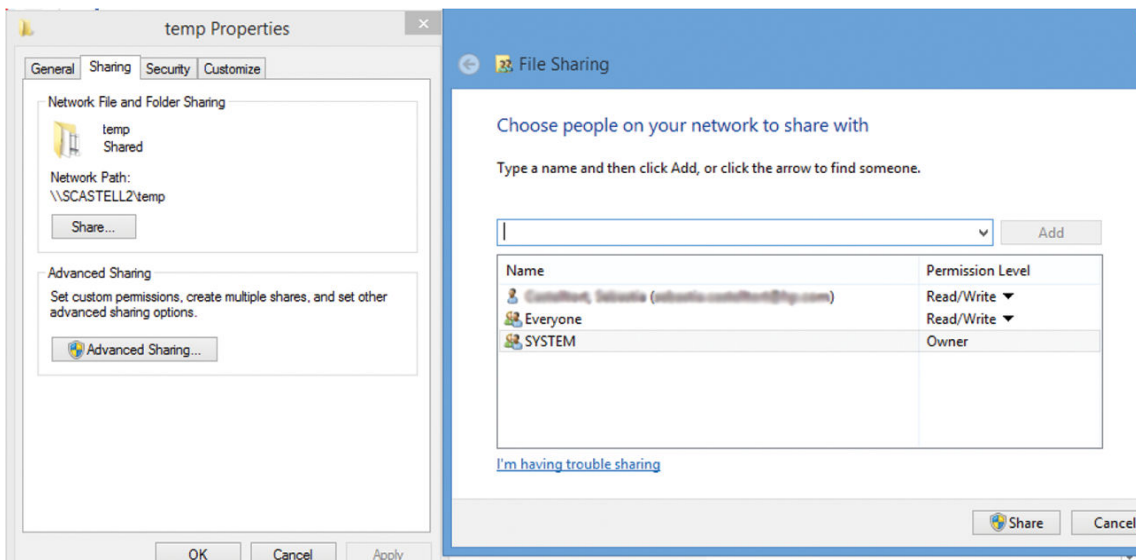 temp Properties
General Sharing Security Customize
Network File and Folder Sharing
temp
Shared
Network Path:
\\SCASTELL2\temp
Share...
Advanced Sharing
Set custom permissions, create multiple shares, and set other
advanced sharing options.
Advanced Sharing...
OK Cancel Apply
File Sharing
Choose people on your network to share with
Type a name and then click Add, or click the arrow to find someone.
Add
Name Permission Level
Read/Write
Everyone Read/Write
SYSTEM Owner
I'm having trouble sharing
Share Cancel